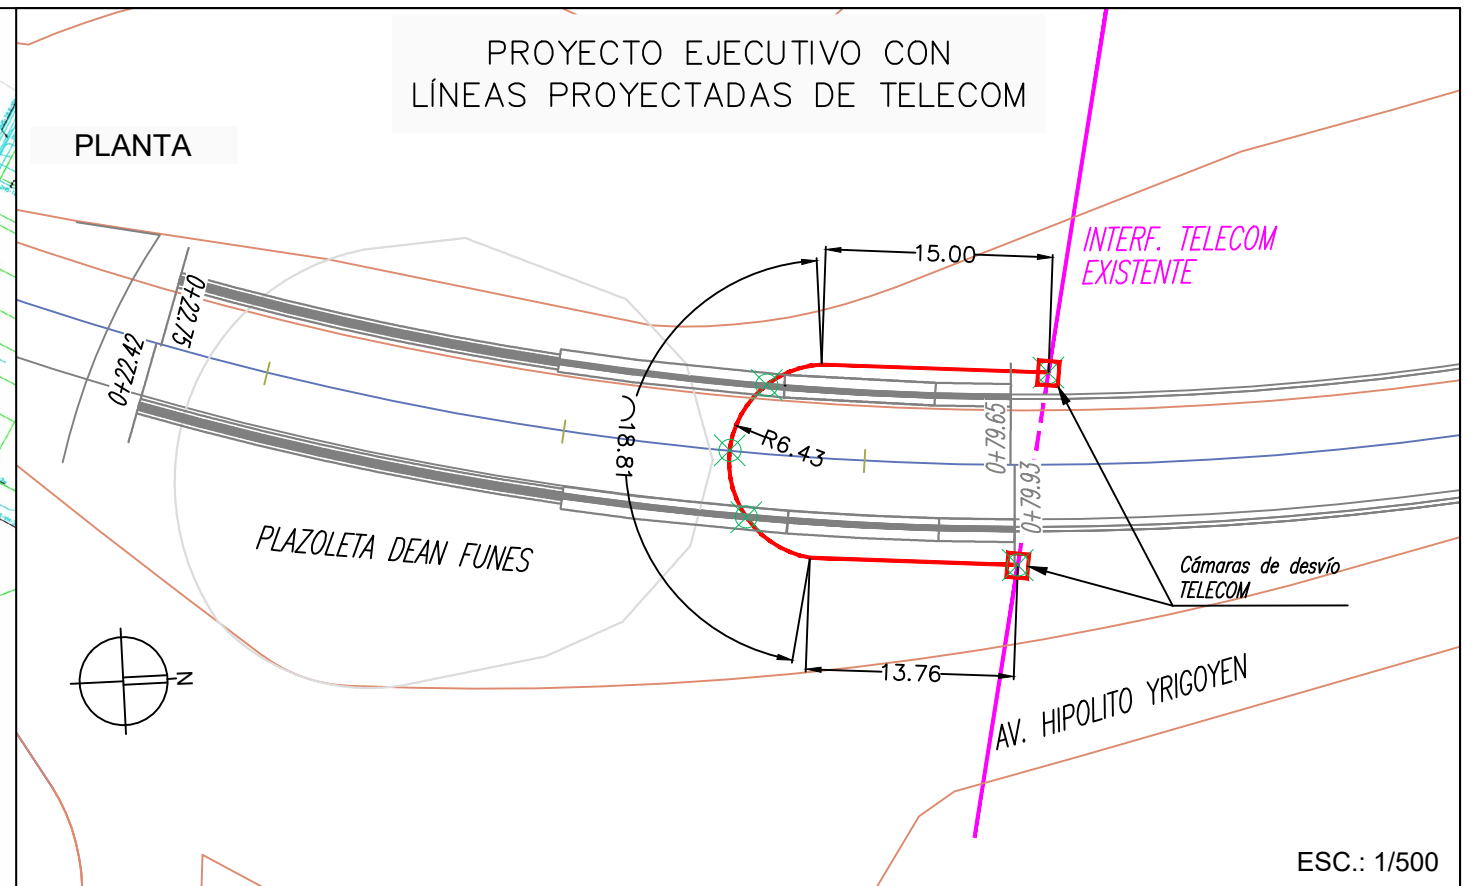 PROYECTO EJECUTIVO CON
LÍNEAS PROYECTADAS DE TELECOM
PLANTA
INTERF. TELECOM
EXISTENTE
15.00
0+22.75
0+22.42
18.81
R6.43
0+79.65
0+79.93
PLAZOLETA DEAN FUNES
Cámaras de desvío
TELECOM
13.76
N
AV. HIPOLITO YRIGOYEN
ESC.: 1/500